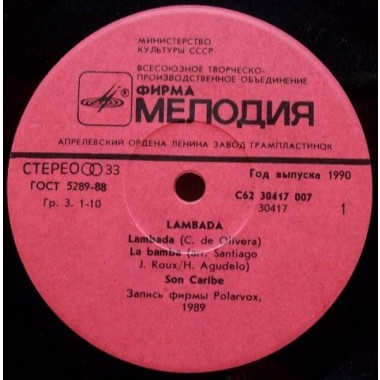 МИНИСТЕРСТВО
КУЛЬТУРЫ СССР
ВСЕСОЮЗНОЕ ТВОРЧЕСКО-
ПРОИЗВОДСТВЕННОЕ ОБЪЕДИНЕНИЕ
® ФИРМА
МЕЛОДИЯ
АПРЕЛЕВСКИЙ ОРДЕНА ЛЕНИНА ЗАВОД ГРАМПЛАСТИНОК
СТЕРЕО 33
Год выпуска 1990
ГОСТ 5289-88
С62 30417 007
Гр. 3. 1-10
30417
1
LAMBADA
Lambada (C. de Olivera)
La bamba (arr. Santiago
J. Roux/H. Agudelo)
Son Caribe
Запись фирмы Polarvox,
1989